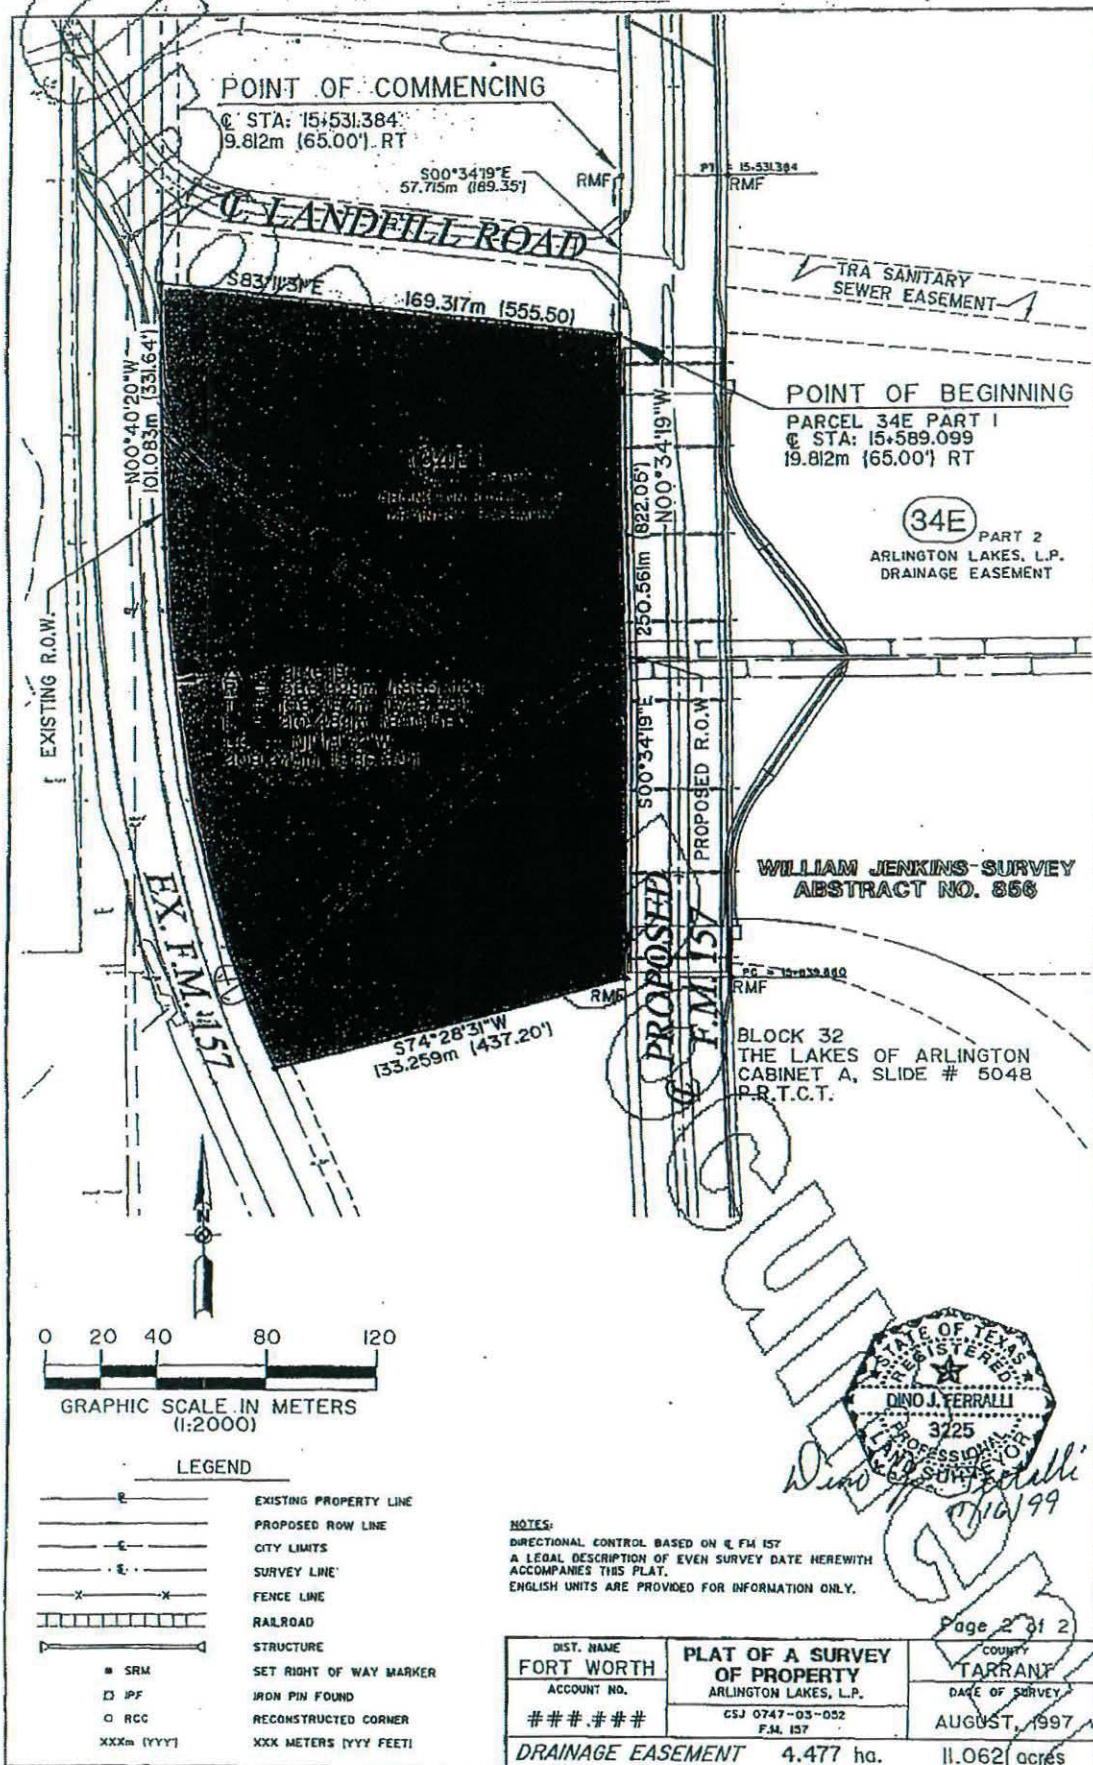 POINT OF COMMENCING
℄ STA: 15+531.384
19.812m (65.00') RT
S00°34'19"E
57.715m (189.35')
RMF
PT = 15+531.384
RMF
℄ LANDFILL ROAD
TRA SANITARY
SEWER EASEMENT
S83°11'31"E
169.317m (555.50)
N00°40'20"W
101.083m (331.64')
POINT OF BEGINNING
PARCEL 34E PART 1
℄ STA: 15+589.099
19.812m (65.00') RT
34E
PART 2
ARLINGTON LAKES, L.P.
DRAINAGE EASEMENT
N00°34'19"W
S00°34'19"E 250.561m (822.05')
PROPOSED R.O.W.
EXISTING R.O.W.
WILLIAM JENKINS SURVEY
ABSTRACT NO. 856
EX. F.M. 157
℄ PROPOSED
F.M. 157
RMF
RMF
S74°28'31"W
133.259m (437.20')
BLOCK 32
THE LAKES OF ARLINGTON
CABINET A, SLIDE # 5048
P.R.T.C.T.
N
0 20 40 80 120
GRAPHIC SCALE IN METERS
(1:2000)
STATE OF TEXAS
REGISTERED
DINO J. FERRALLI
3225
PROFESSIONAL
LAND SURVEYOR
LEGEND
EXISTING PROPERTY LINE
PROPOSED ROW LINE
CITY LIMITS
SURVEY LINE
FENCE LINE
RAILROAD
STRUCTURE
SRM SET RIGHT OF WAY MARKER
IPF IRON PIN FOUND
RCC RECONSTRUCTED CORNER
XXXm (YYY') XXX METERS (YYY FEET)
NOTES:
DIRECTIONAL CONTROL BASED ON ℄ FM 157
A LEGAL DESCRIPTION OF EVEN SURVEY DATE HEREWITH
ACCOMPANIES THIS PLAT.
ENGLISH UNITS ARE PROVIDED FOR INFORMATION ONLY.
Page 2 of 2
DIST. NAME
FORT WORTH
ACCOUNT NO.
###.###
PLAT OF A SURVEY
OF PROPERTY
ARLINGTON LAKES, L.P.
CSJ 0747-03-052
F.M. 157
COUNTY
TARRANT
DATE OF SURVEY
AUGUST, 1997
DRAINAGE EASEMENT 4.477 ha. 11.062 acres